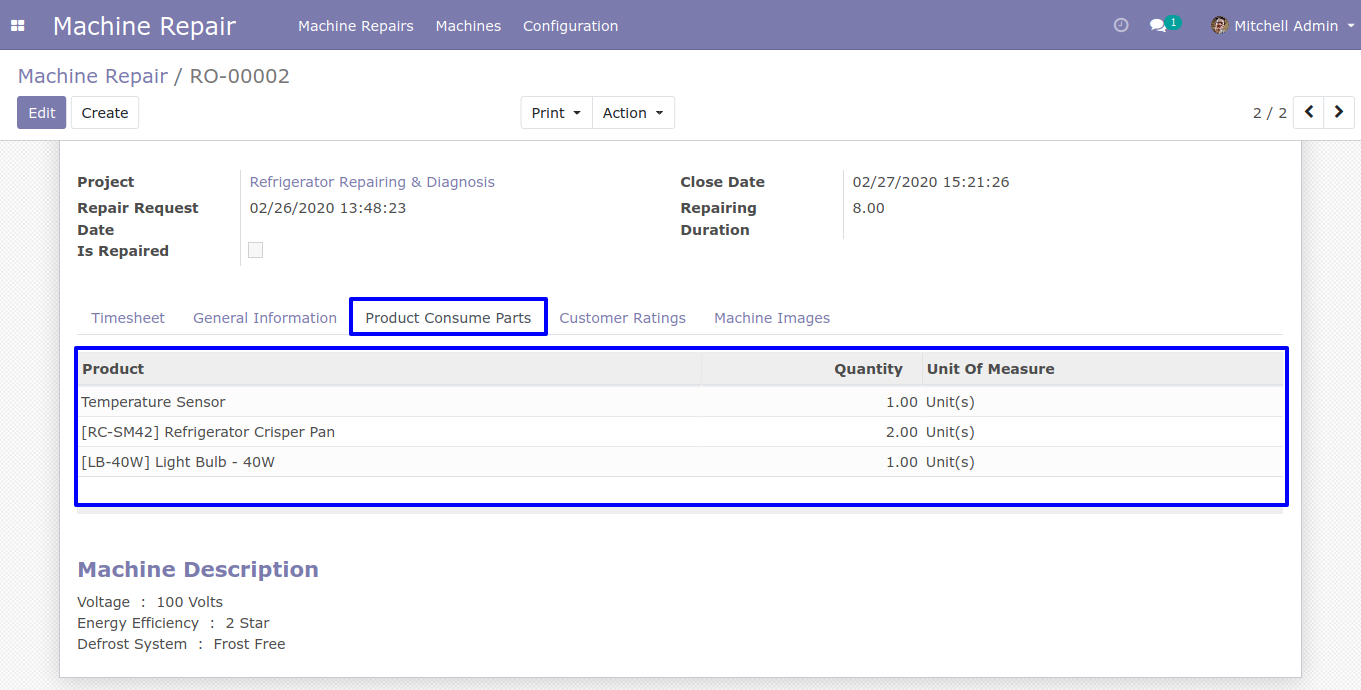 Machine Repair Machine Repairs Machines Configuration 1 Mitchell Admin
Machine Repair / RO-00002
Edit Create Print Action 2 / 2
Project Refrigerator Repairing & Diagnosis Close Date 02/27/2020 15:21:26
Repair Request Date 02/26/2020 13:48:23 Repairing Duration 8.00
Is Repaired
Timesheet General Information Product Consume Parts Customer Ratings Machine Images
Product Quantity Unit Of Measure
Temperature Sensor 1.00 Unit(s)
[RC-SM42] Refrigerator Crisper Pan 2.00 Unit(s)
[LB-40W] Light Bulb - 40W 1.00 Unit(s)
Machine Description
Voltage : 100 Volts
Energy Efficiency : 2 Star
Defrost System : Frost Free